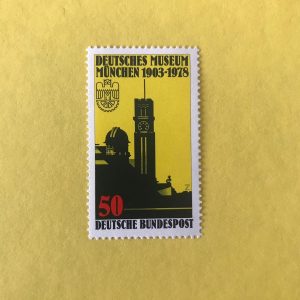 DEUTSCHES MUSEUM
MÜNCHEN 1903-1978
50
DEUTSCHE BUNDESPOST